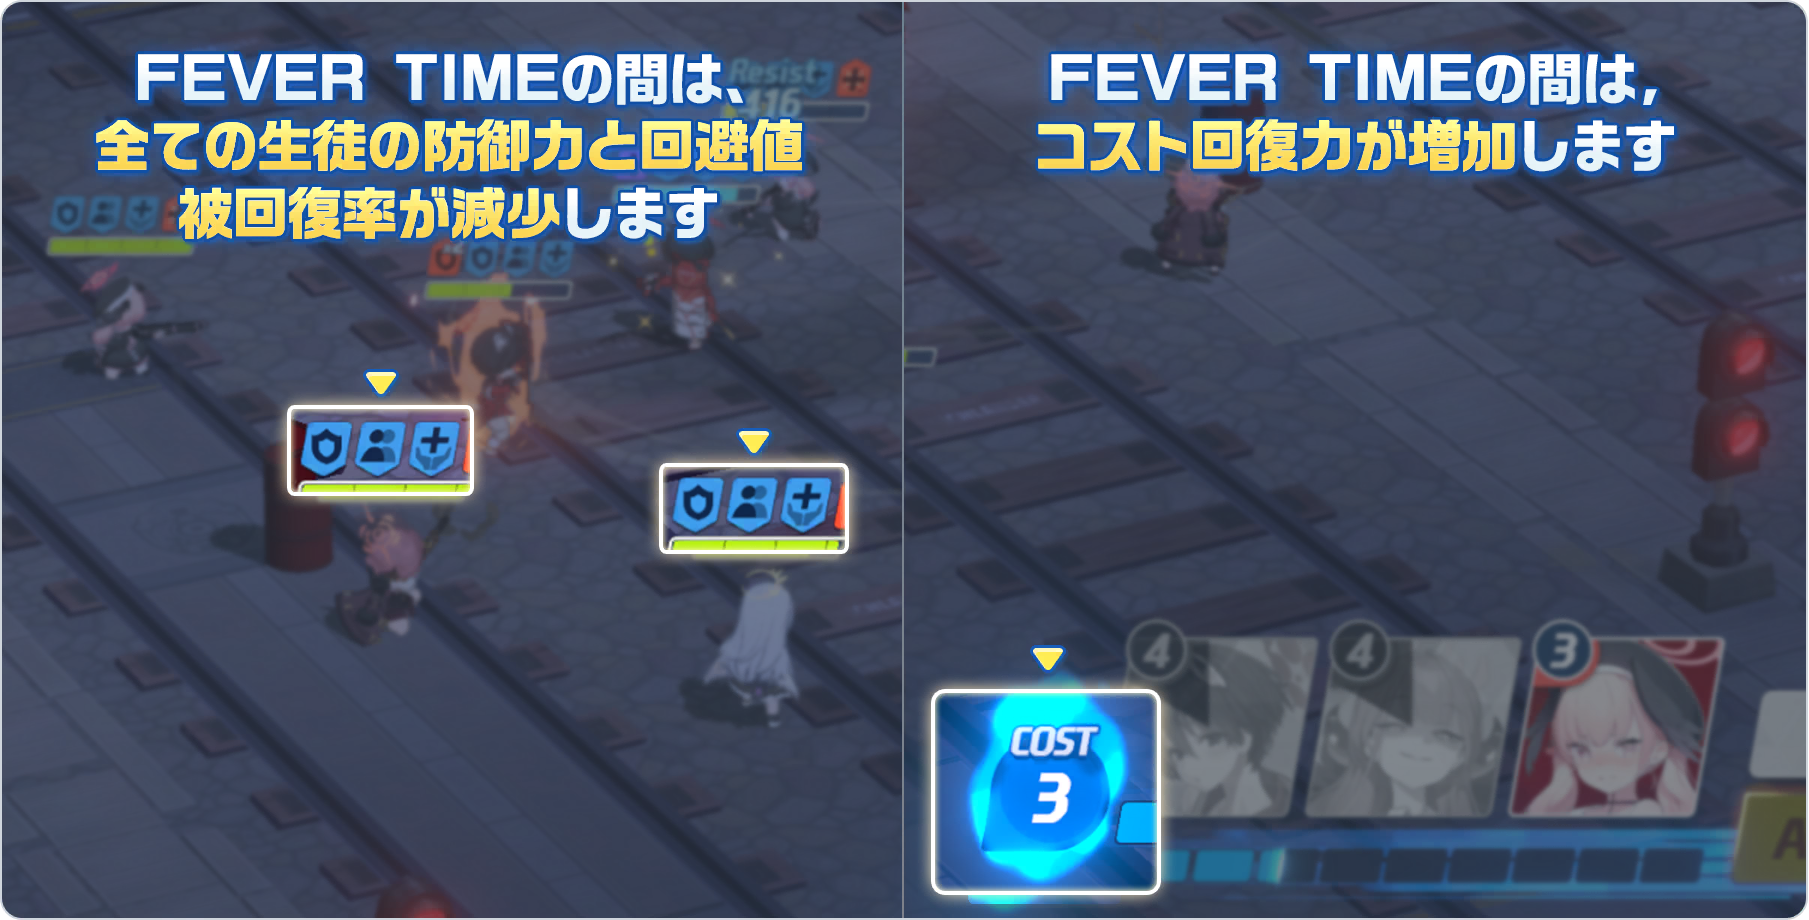 FEVER TIMEの間は、
全ての生徒の防御力と回避値
被回復率が減少します
Resist
416
FEVER TIMEの間は,
コスト回復力が増加します
4
4
3
COST
3
A